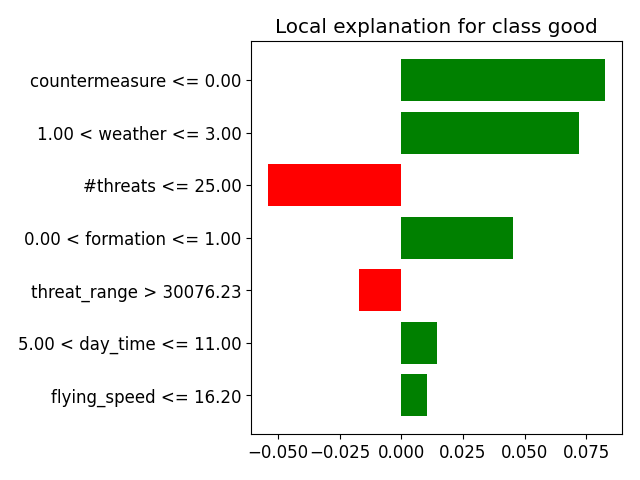 Local explanation for class good
countermeasure <= 0.00
1.00 < weather <= 3.00
#threats <= 25.00
0.00 < formation <= 1.00
threat_range > 30076.23
5.00 < day_time <= 11.00
flying_speed <= 16.20
−0.050 −0.025 0.000 0.025 0.050 0.075